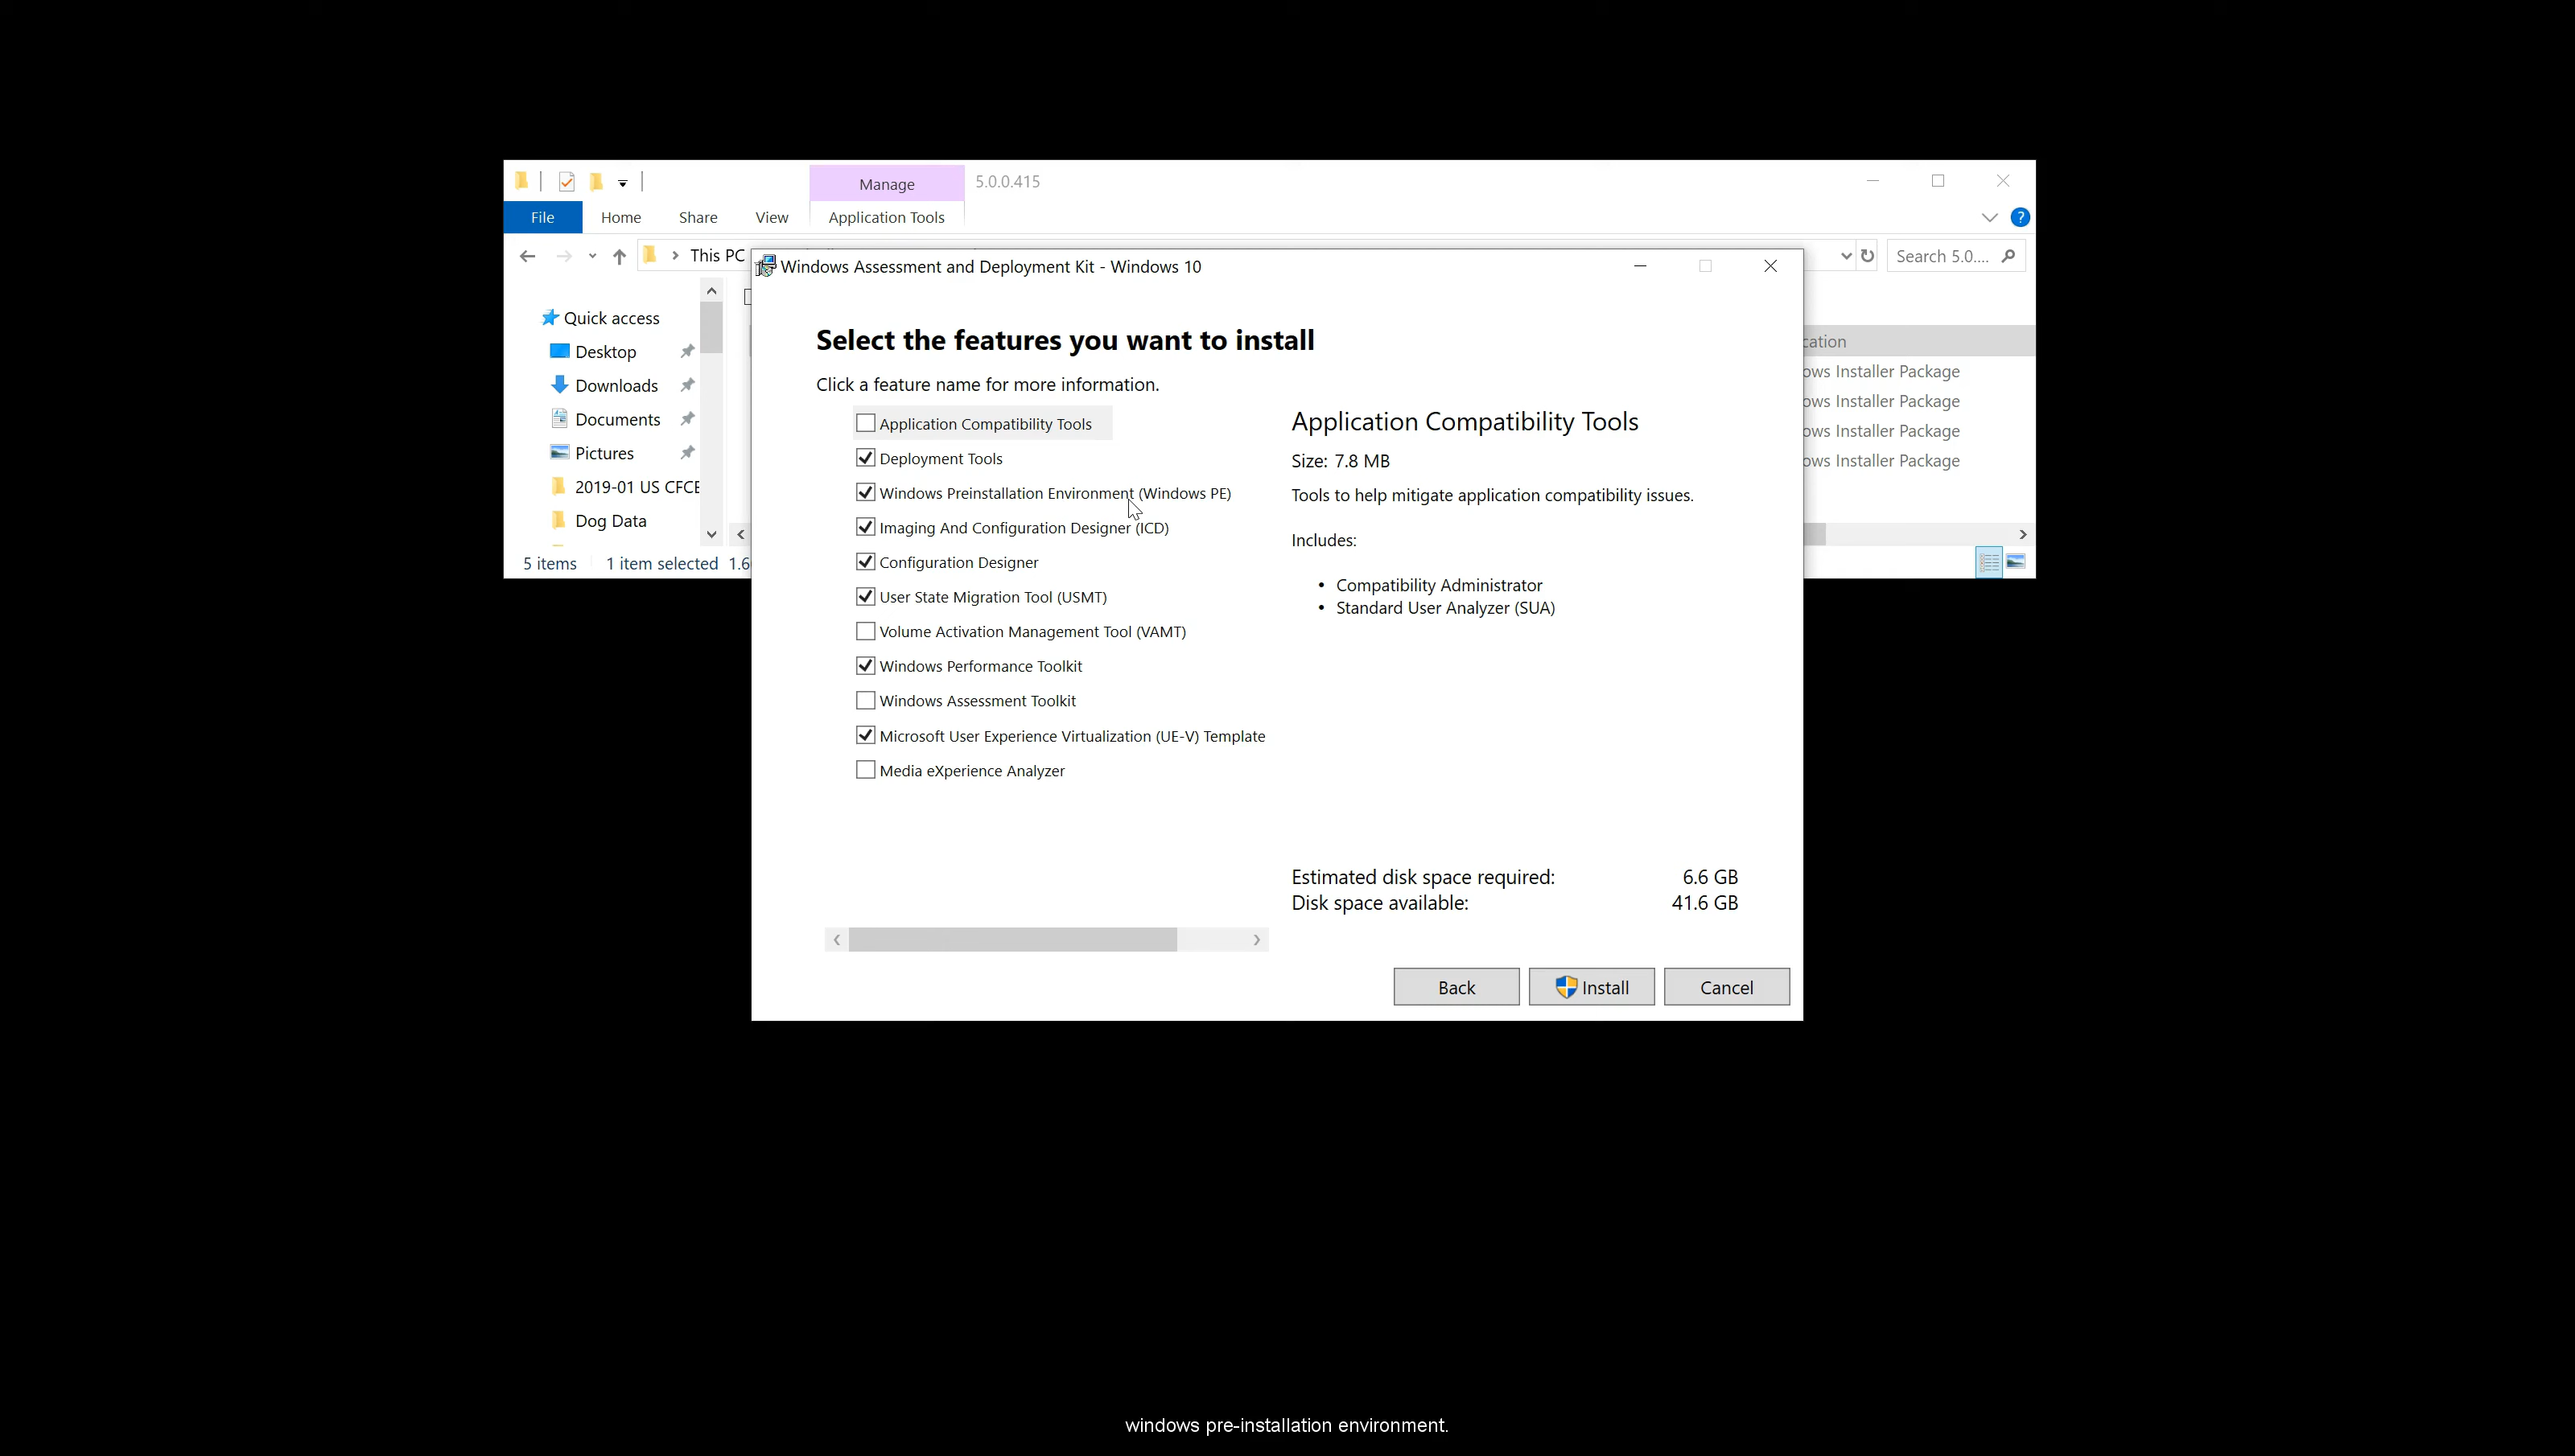 Manage
5.0.0.415
File
Home
Share
View
Application Tools
This PC
Search 5.0....
Quick access
Desktop
Downloads
Documents
Pictures
2019-01 US CFCE
Dog Data
5 items
1 item selected 1.6
Windows Assessment and Deployment Kit - Windows 10
Select the features you want to install
Click a feature name for more information.
Application Compatibility Tools
Deployment Tools
Windows Preinstallation Environment (Windows PE)
Imaging And Configuration Designer (ICD)
Configuration Designer
User State Migration Tool (USMT)
Volume Activation Management Tool (VAMT)
Windows Performance Toolkit
Windows Assessment Toolkit
Microsoft User Experience Virtualization (UE-V) Template
Media eXperience Analyzer
Application Compatibility Tools
Size: 7.8 MB
Tools to help mitigate application compatibility issues.
Includes:
• Compatibility Administrator
• Standard User Analyzer (SUA)
Estimated disk space required: 6.6 GB
Disk space available: 41.6 GB
Back
Install
Cancel
cation
ows Installer Package
ows Installer Package
ows Installer Package
ows Installer Package
windows pre-installation environment.